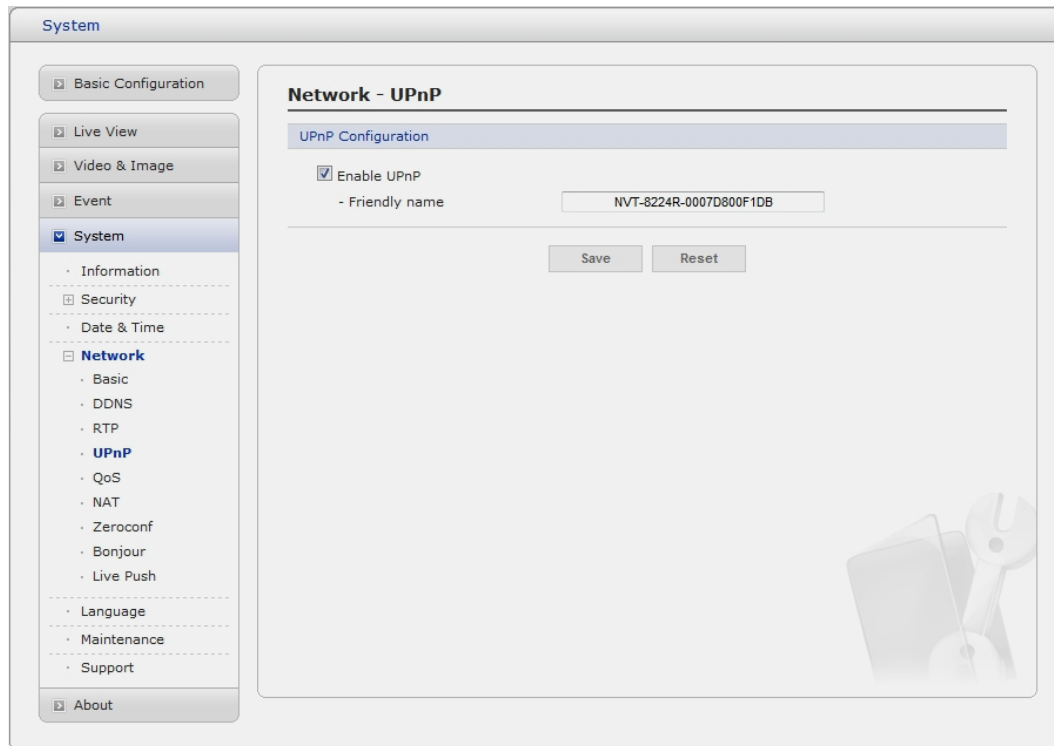 System
Basic Configuration
Live View
Video & Image
Event
System
· Information
Security
· Date & Time
Network
· Basic
· DDNS
· RTP
· UPnP
· QoS
· NAT
· Zeroconf
· Bonjour
· Live Push
· Language
· Maintenance
· Support
About
Network - UPnP
UPnP Configuration
Enable UPnP
- Friendly name NVT-8224R-0007D800F1DB
Save Reset